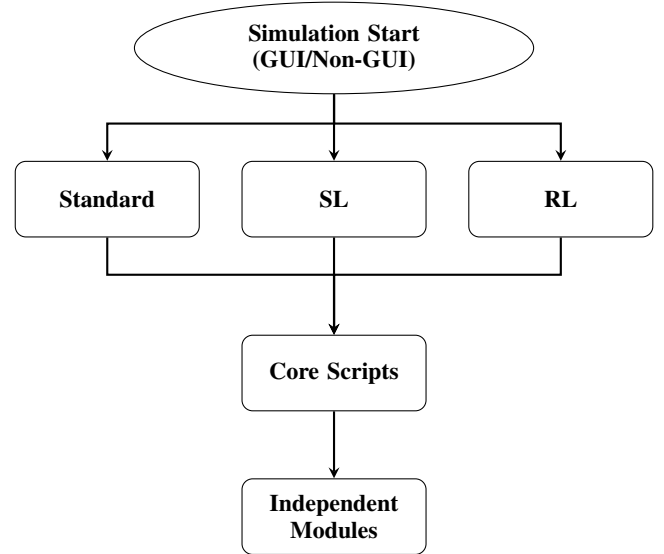 Simulation Start
(GUI/Non-GUI)
Standard
SL
RL
Core Scripts
Independent
Modules